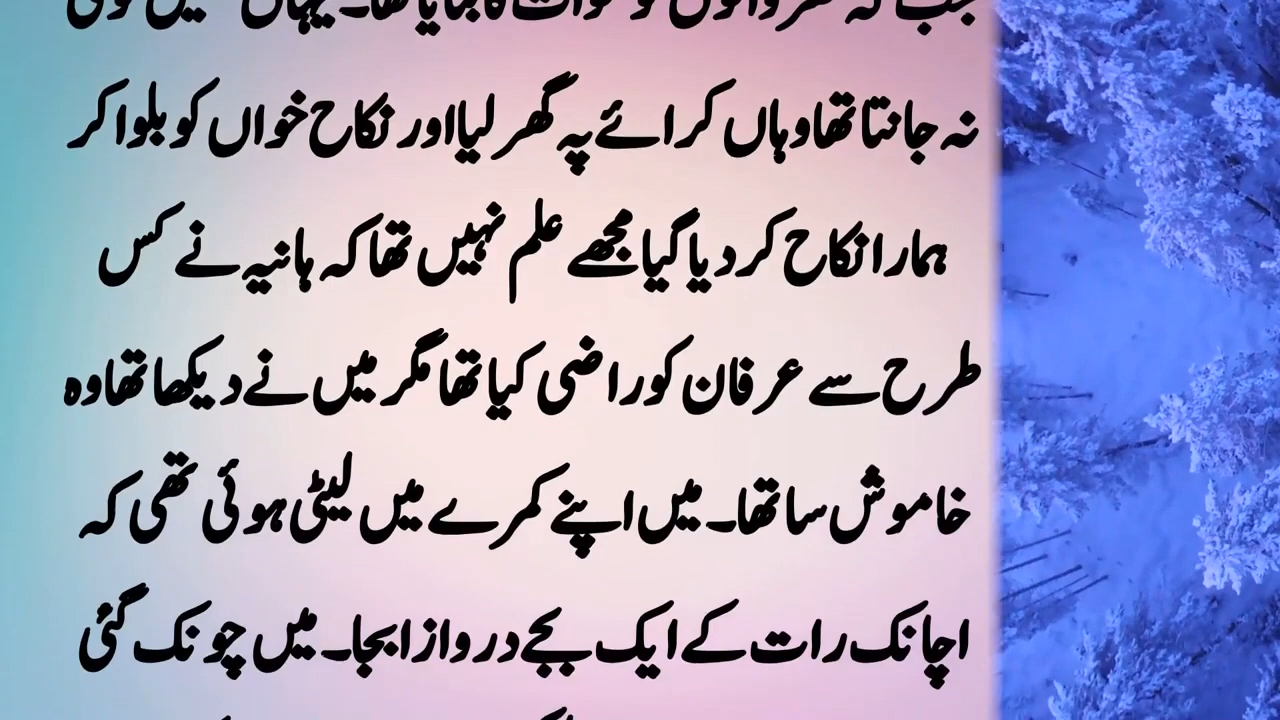 نہ جانتا تھا وہاں کرائے پہ گھر لیا اور نکاح خواں کو بلوا کر
ہمارا نکاح کر دیا گیا مجھے علم نہیں تھا کہ ہانیہ نے کس
طرح سے عرفان کو راضی کیا تھا مگر میں نے دیکھا تھا وہ
خاموش سا تھا۔ میں اپنے کمرے میں لیٹی ہوئی تھی کہ
اچانک رات کے ایک بجے دروازا بجا۔ میں چونک گئی